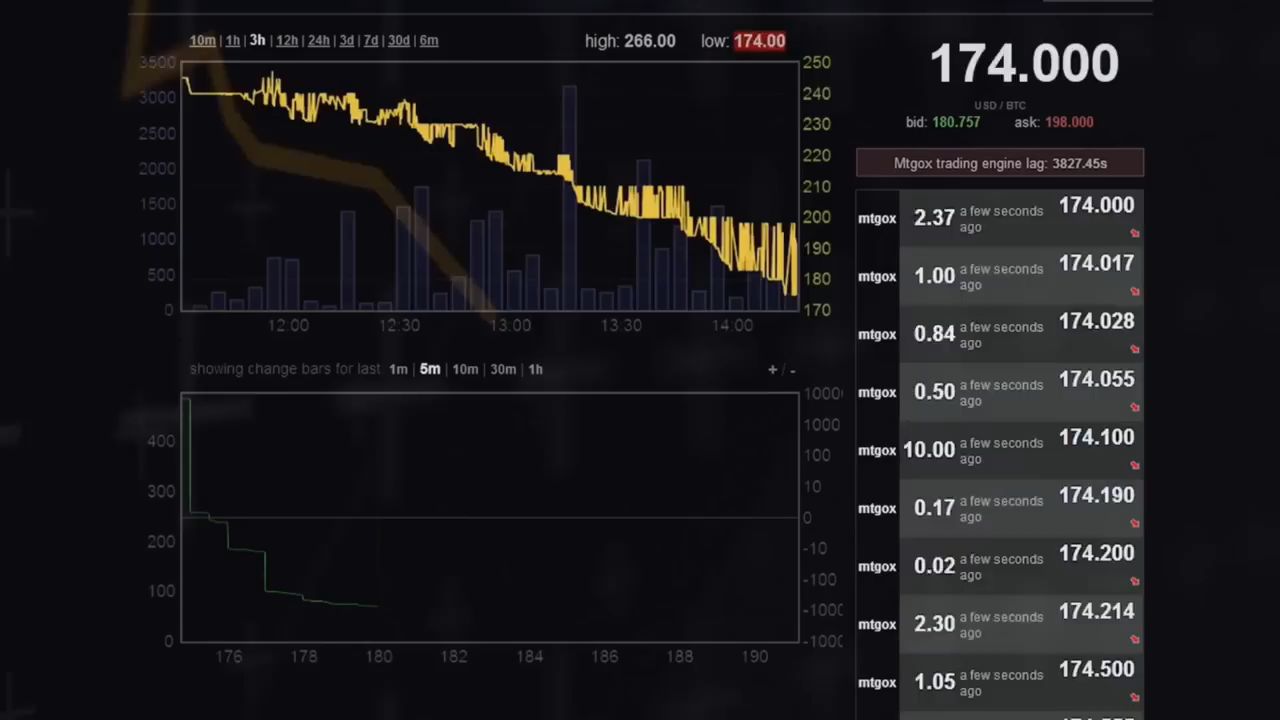 10m | 1h | 3h | 12h | 24h | 3d | 7d | 30d | 6m
high: 266.00 low: 174.00
3500
3000
2500
2000
1500
1000
500
0
250
240
230
220
210
200
190
180
170
12:00 12:30 13:00 13:30 14:00
showing change bars for last 1m | 5m | 10m | 30m | 1h
+ / -
400
300
200
100
0
1000
100
10
0
-10
-100
176 178 180 182 184 186 188 190
174.000
USD / BTC
bid: 180.757 ask: 198.000
Mtgox trading engine lag: 3827.45s
mtgox 2.37 a few seconds ago 174.000
mtgox 1.00 a few seconds ago 174.017
mtgox 0.84 a few seconds ago 174.028
mtgox 0.50 a few seconds ago 174.055
mtgox 10.00 a few seconds ago 174.100
mtgox 0.17 a few seconds ago 174.190
mtgox 0.02 a few seconds ago 174.200
mtgox 2.30 a few seconds ago 174.214
mtgox 1.05 a few seconds ago 174.500